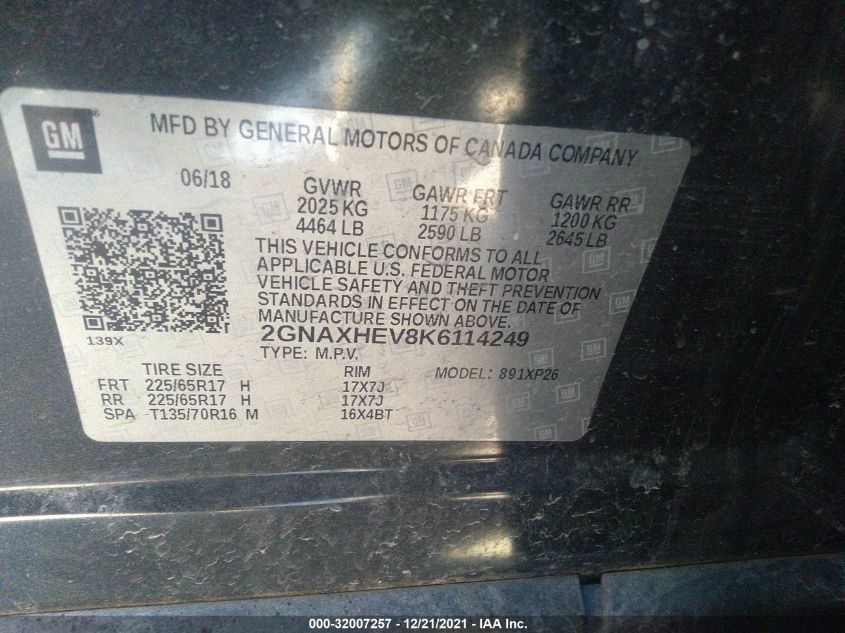 GM
MFD BY GENERAL MOTORS OF CANADA COMPANY
06/18 GVWR GAWR FRT GAWR RR
2025 KG 1175 KG 1200 KG
4464 LB 2590 LB 2645 LB
THIS VEHICLE CONFORMS TO ALL
APPLICABLE U.S. FEDERAL MOTOR
VEHICLE SAFETY AND THEFT PREVENTION
STANDARDS IN EFFECT ON THE DATE OF
MANUFACTURE SHOWN ABOVE.
139X
2GNAXHEV8K6114249
TYPE: M.P.V.
TIRE SIZE RIM MODEL: 891XP26
FRT 225/65R17 H 17X7J
RR 225/65R17 H 17X7J
SPA T135/70R16 M 16X4BT
000-32007257 - 12/21/2021 - IAA Inc.